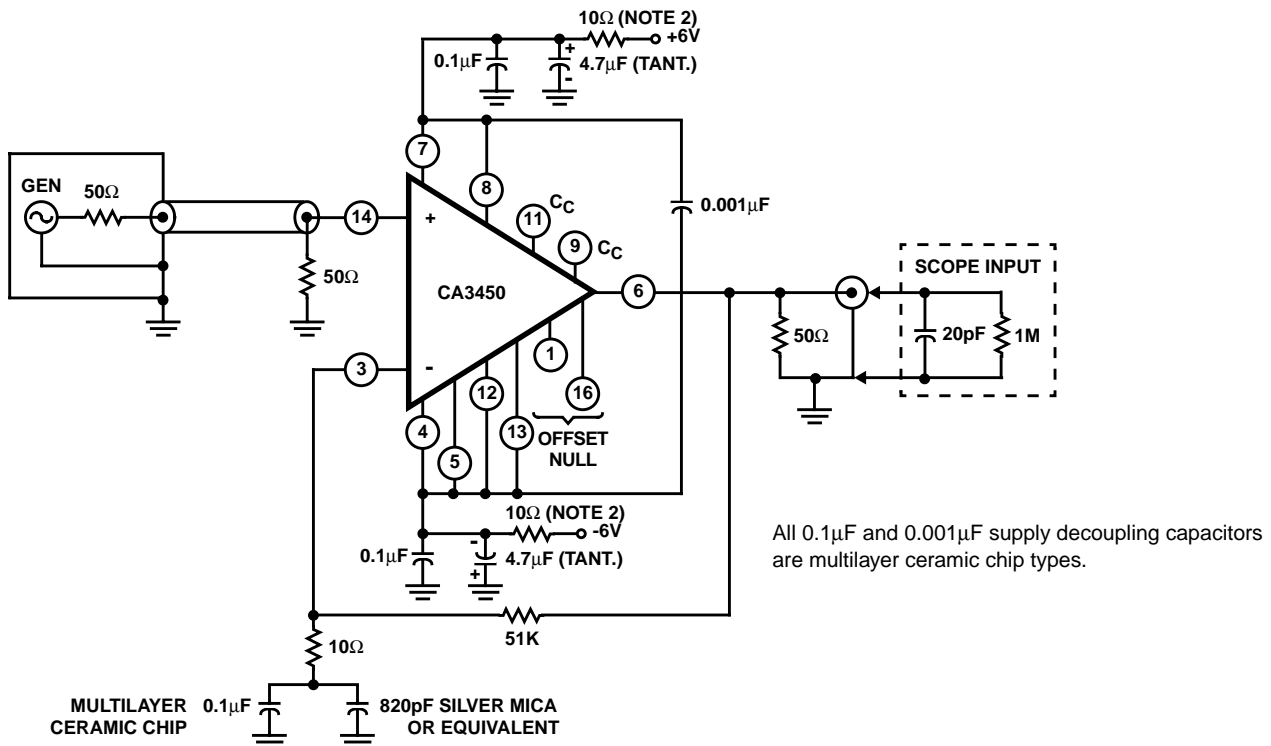 10Ω (NOTE 2)
+6V
0.1µF
+
4.7µF (TANT.)
-
7
8
GEN
50Ω
14
+
11
CC
9
CC
0.001µF
50Ω
CA3450
6
SCOPE INPUT
50Ω
20pF
1M
3
-
1
12
16
4
13
5
OFFSET
NULL
10Ω (NOTE 2)
-6V
0.1µF
-
4.7µF (TANT.)
+
All 0.1µF and 0.001µF supply decoupling capacitors
are multilayer ceramic chip types.
51K
10Ω
MULTILAYER
CERAMIC CHIP
0.1µF
820pF SILVER MICA
OR EQUIVALENT